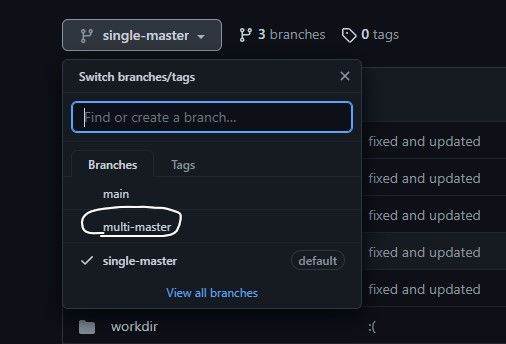 single-master
3 branches
0 tags
Switch branches/tags
Find or create a branch...
Branches
Tags
main
multi-master
single-master
default
View all branches
fixed and updated
fixed and updated
fixed and updated
fixed and updated
fixed and updated
workdir
:(